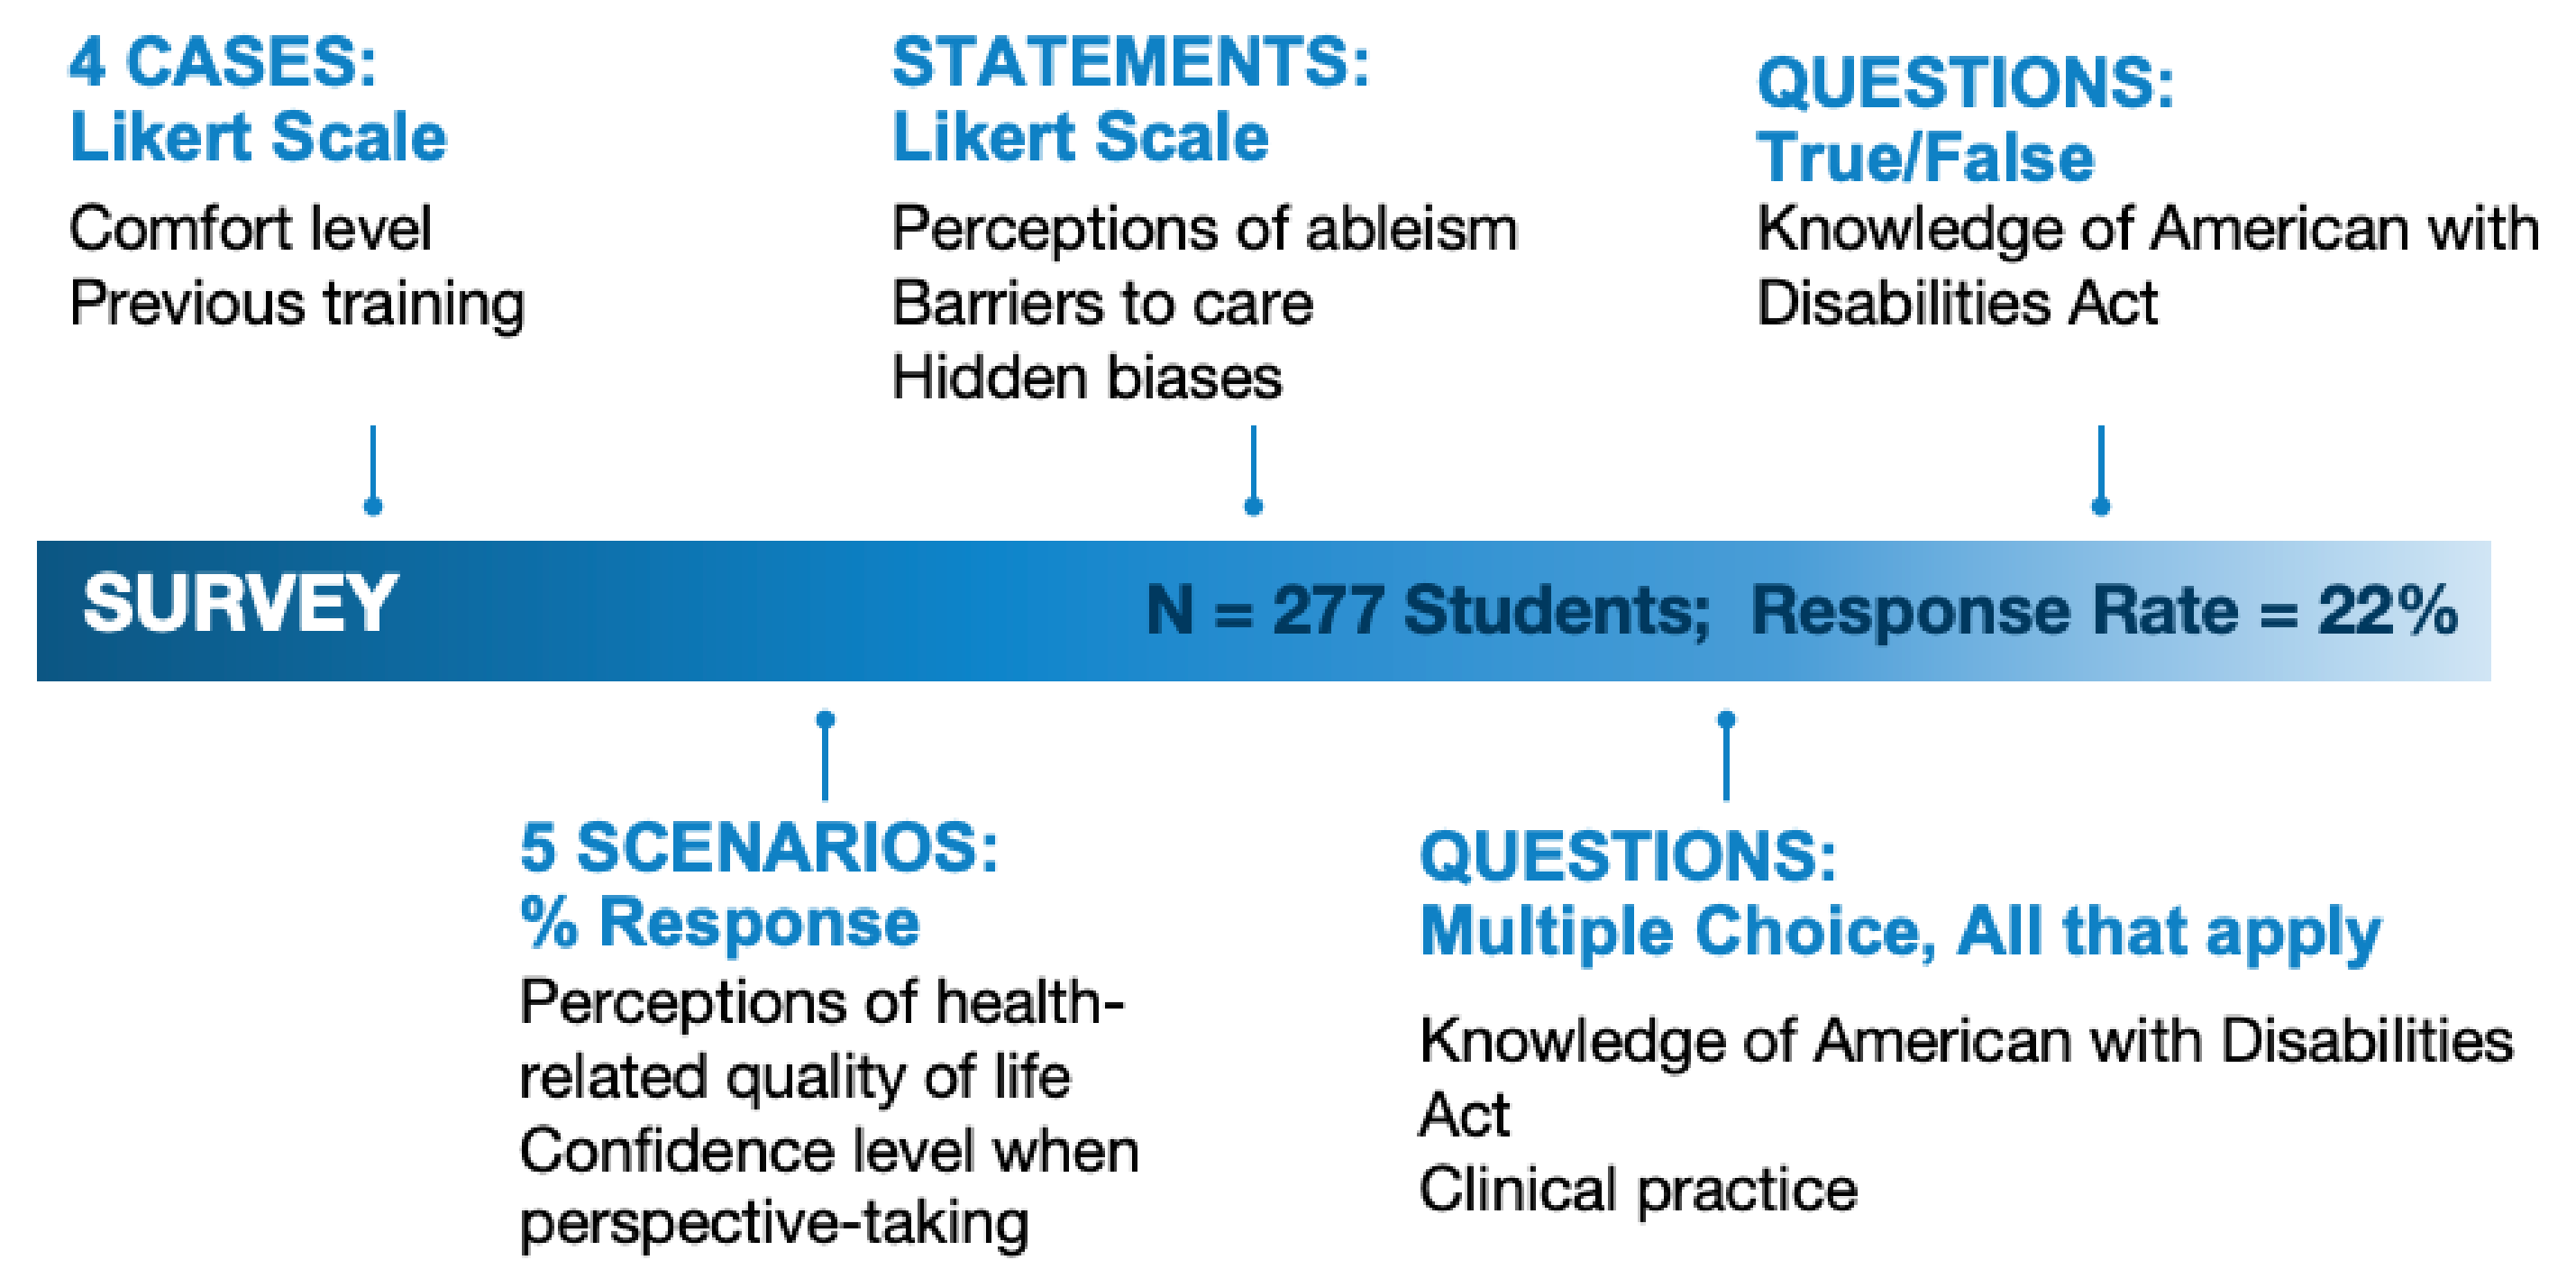 4 CASES:
Likert Scale
Comfort level
Previous training
STATEMENTS:
Likert Scale
Perceptions of ableism
Barriers to care
Hidden biases
QUESTIONS:
True/False
Knowledge of American with
Disabilities Act
SURVEY
N = 277 Students; Response Rate = 22%
5 SCENARIOS:
% Response
Perceptions of health-
related quality of life
Confidence level when
perspective-taking
QUESTIONS:
Multiple Choice, All that apply
Knowledge of American with Disabilities
Act
Clinical practice